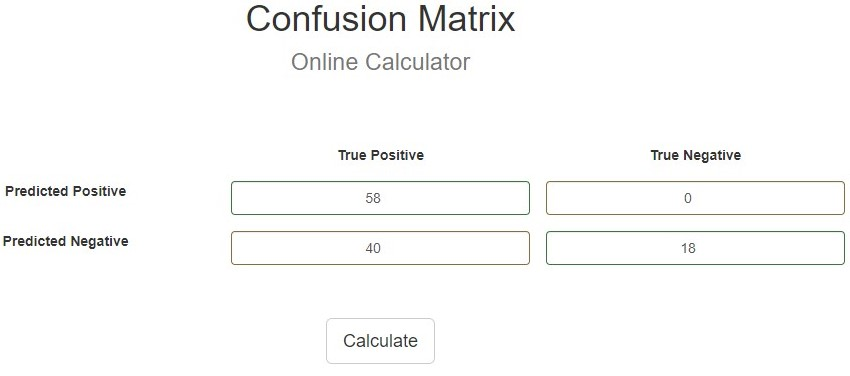 Confusion Matrix
Online Calculator
True Positive True Negative
Predicted Positive 58 0
Predicted Negative 40 18
Calculate